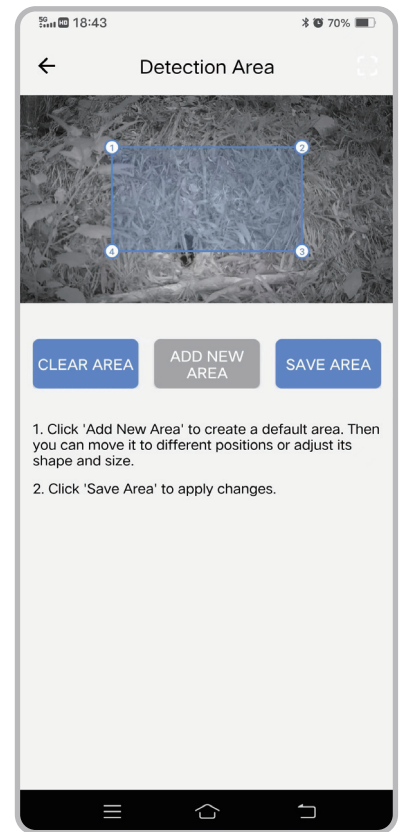 5G HD 18:43 70%
Detection Area
1 2
4 3
CLEAR AREA ADD NEW AREA SAVE AREA
1. Click 'Add New Area' to create a default area. Then
you can move it to different positions or adjust its
shape and size.
2. Click 'Save Area' to apply changes.